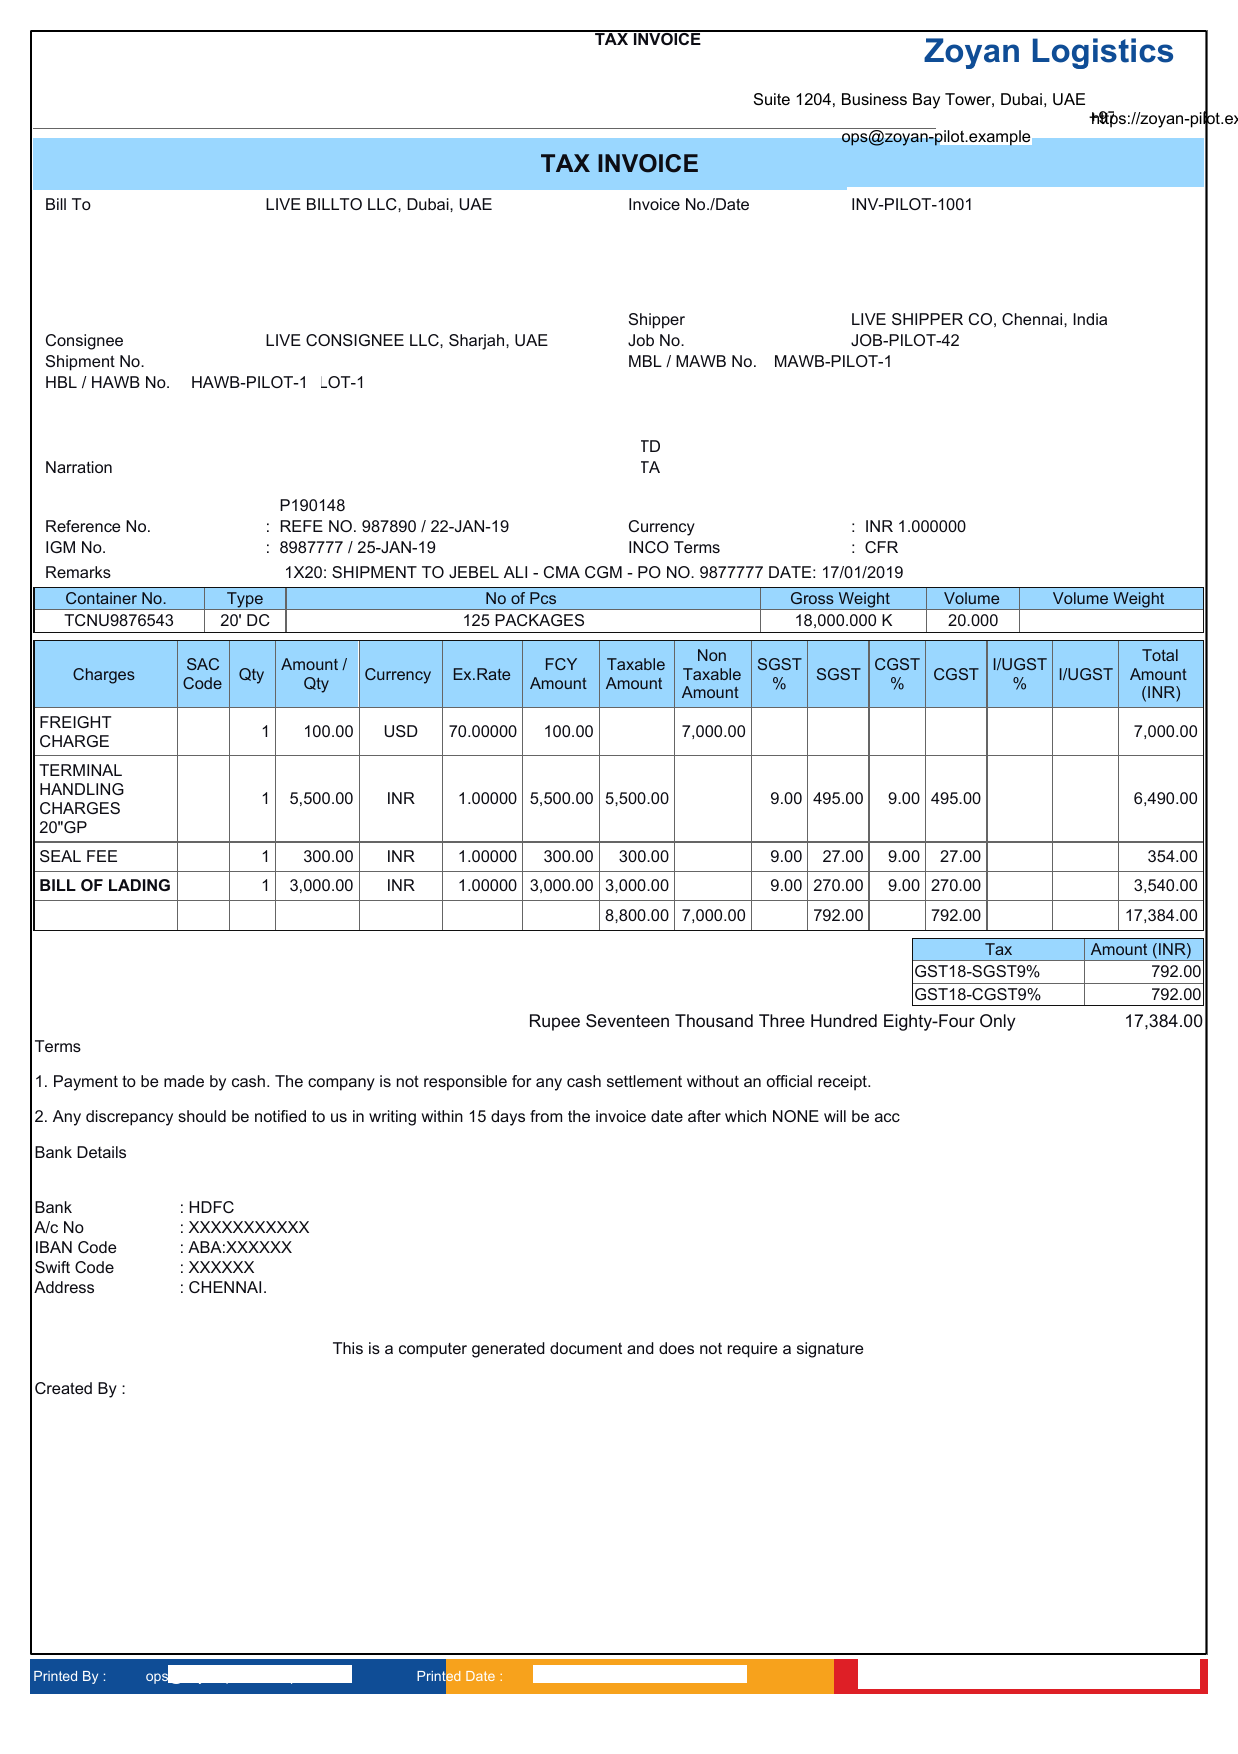 TAX INVOICE
Zoyan Logistics
Suite 1204, Business Bay Tower, Dubai, UAE
https://zoyan-pilot.ex
ops@zoyan-pilot.example
TAX INVOICE
Bill To LIVE BILLTO LLC, Dubai, UAE Invoice No./Date INV-PILOT-1001
Shipper LIVE SHIPPER CO, Chennai, India
Consignee LIVE CONSIGNEE LLC, Sharjah, UAE Job No. JOB-PILOT-42
Shipment No. MBL / MAWB No. MAWB-PILOT-1
HBL / HAWB No. HAWB-PILOT-1 LOT-1
TD
Narration TA
P190148
Reference No. : REFE NO. 987890 / 22-JAN-19 Currency : INR 1.000000
IGM No. : 8987777 / 25-JAN-19 INCO Terms : CFR
Remarks 1X20: SHIPMENT TO JEBEL ALI - CMA CGM - PO NO. 9877777 DATE: 17/01/2019
Container No. Type No of Pcs Gross Weight Volume Volume Weight
TCNU9876543 20' DC 125 PACKAGES 18,000.000 K 20.000
Charges SAC Code Qty Amount / Qty Currency Ex.Rate FCY Amount Taxable Amount Non Taxable Amount SGST % SGST CGST % CGST I/UGST % I/UGST Total Amount (INR)
FREIGHT CHARGE 1 100.00 USD 70.00000 100.00 7,000.00 7,000.00
TERMINAL HANDLING CHARGES 20"GP 1 5,500.00 INR 1.00000 5,500.00 5,500.00 9.00 495.00 9.00 495.00 6,490.00
SEAL FEE 1 300.00 INR 1.00000 300.00 300.00 9.00 27.00 9.00 27.00 354.00
BILL OF LADING 1 3,000.00 INR 1.00000 3,000.00 3,000.00 9.00 270.00 9.00 270.00 3,540.00
8,800.00 7,000.00 792.00 792.00 17,384.00
Tax Amount (INR)
GST18-SGST9% 792.00
GST18-CGST9% 792.00
Rupee Seventeen Thousand Three Hundred Eighty-Four Only 17,384.00
Terms
1. Payment to be made by cash. The company is not responsible for any cash settlement without an official receipt.
2. Any discrepancy should be notified to us in writing within 15 days from the invoice date after which NONE will be acc
Bank Details
Bank : HDFC
A/c No : XXXXXXXXXXX
IBAN Code : ABA:XXXXXX
Swift Code : XXXXXX
Address : CHENNAI.
This is a computer generated document and does not require a signature
Created By :
Printed By : ops Printed Date :